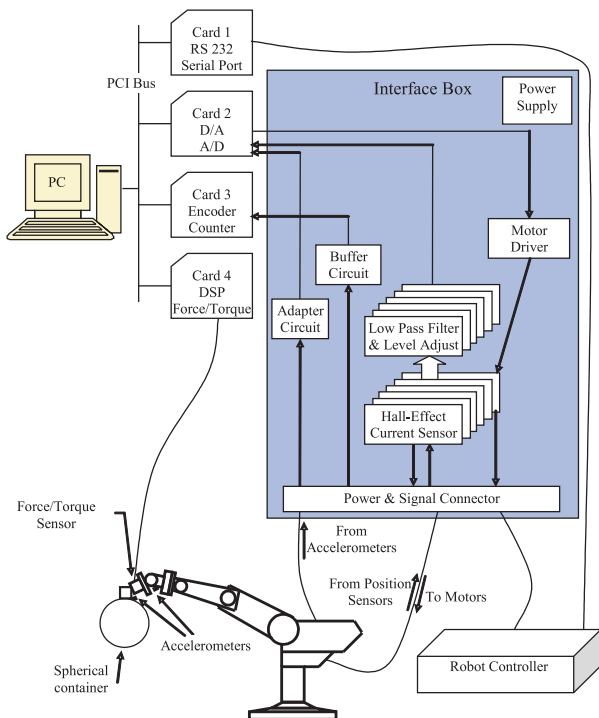 Card 1
RS 232
Serial Port
PCI Bus
Interface Box
Power
Supply
Card 2
D/A
A/D
PC
Card 3
Encoder
Counter
Motor
Driver
Buffer
Circuit
Card 4
DSP
Force/Torque
Adapter
Circuit
Low Pass Filter
& Level Adjust
Hall-Effect
Current Sensor
Power & Signal Connector
Force/Torque
Sensor
From
Accelerometers
From Position
Sensors
To Motors
Accelerometers
Spherical
container
Robot Controller